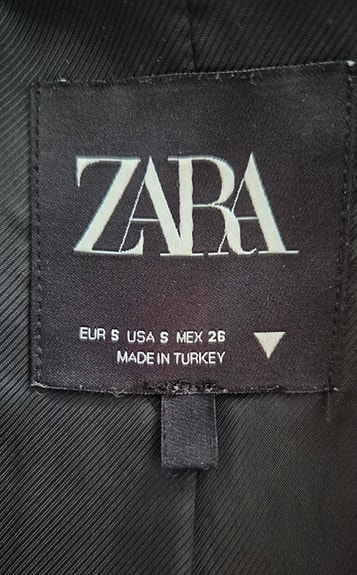 ZARA
EUR S USA S MEX 26
MADE IN TURKEY